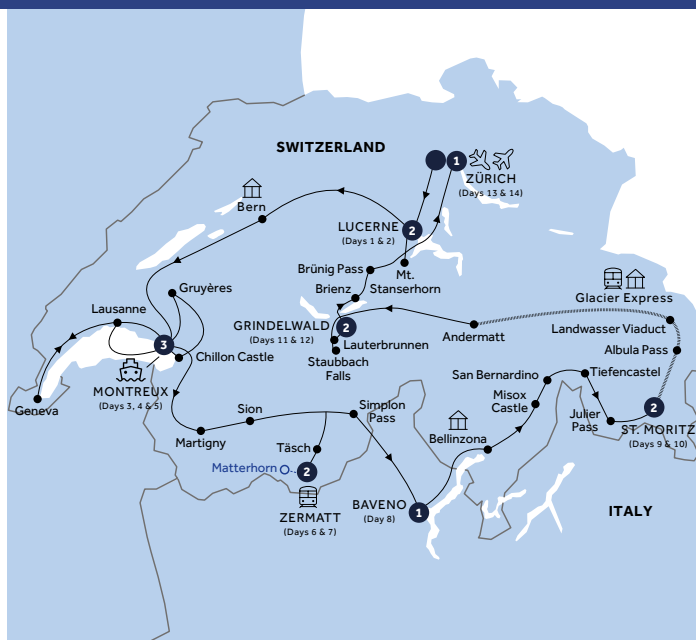 SWITZERLAND
1
ZÜRICH
(Days 13 & 14)
Bern
LUCERNE
(Days 1 & 2)
2
Brünig Pass
Mt.
Stanserhorn
Brienz
Gruyères
Glacier Express
Lausanne
GRINDELWALD
(Days 11 & 12)
2
Lauterbrunnen
Staubbach
Falls
Andermatt
Landwasser Viaduct
Albula Pass
3
Chillon Castle
MONTREUX
(Days 3, 4 & 5)
Geneva
San Bernardino
Tiefencastel
Misox
Castle
Julier
Pass
2
ST. MORITZ
(Days 9 & 10)
Sion
Simplon
Pass
Martigny
Bellinzona
Täsch
Matterhorn
2
ZERMATT
(Days 6 & 7)
BAVENO
(Day 8)
1
ITALY